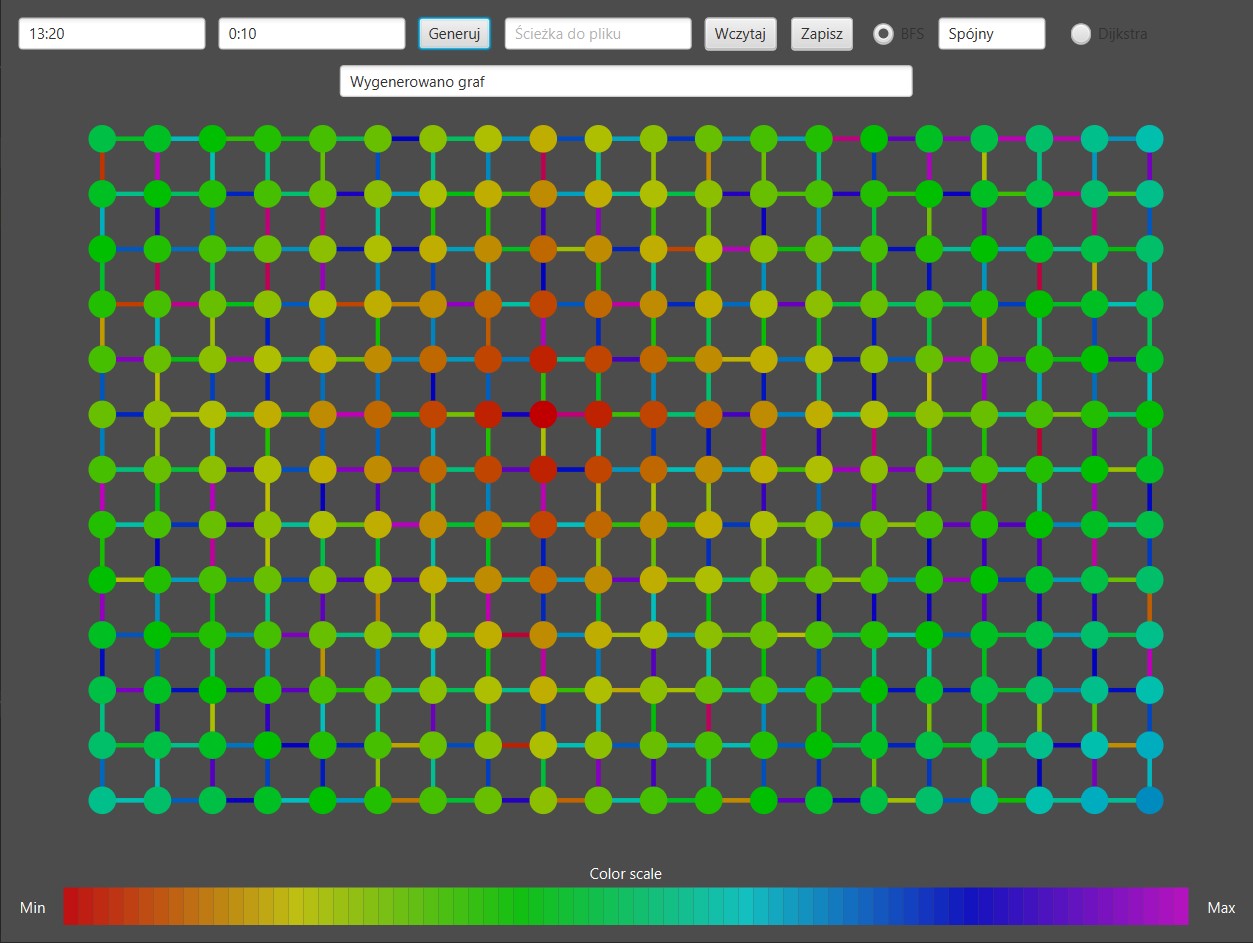 13:20 0:10 Generuj Ścieżka do pliku Wczytaj Zapisz BFS Spójny Dijkstra
Wygenerowano graf
Color scale
Min Max